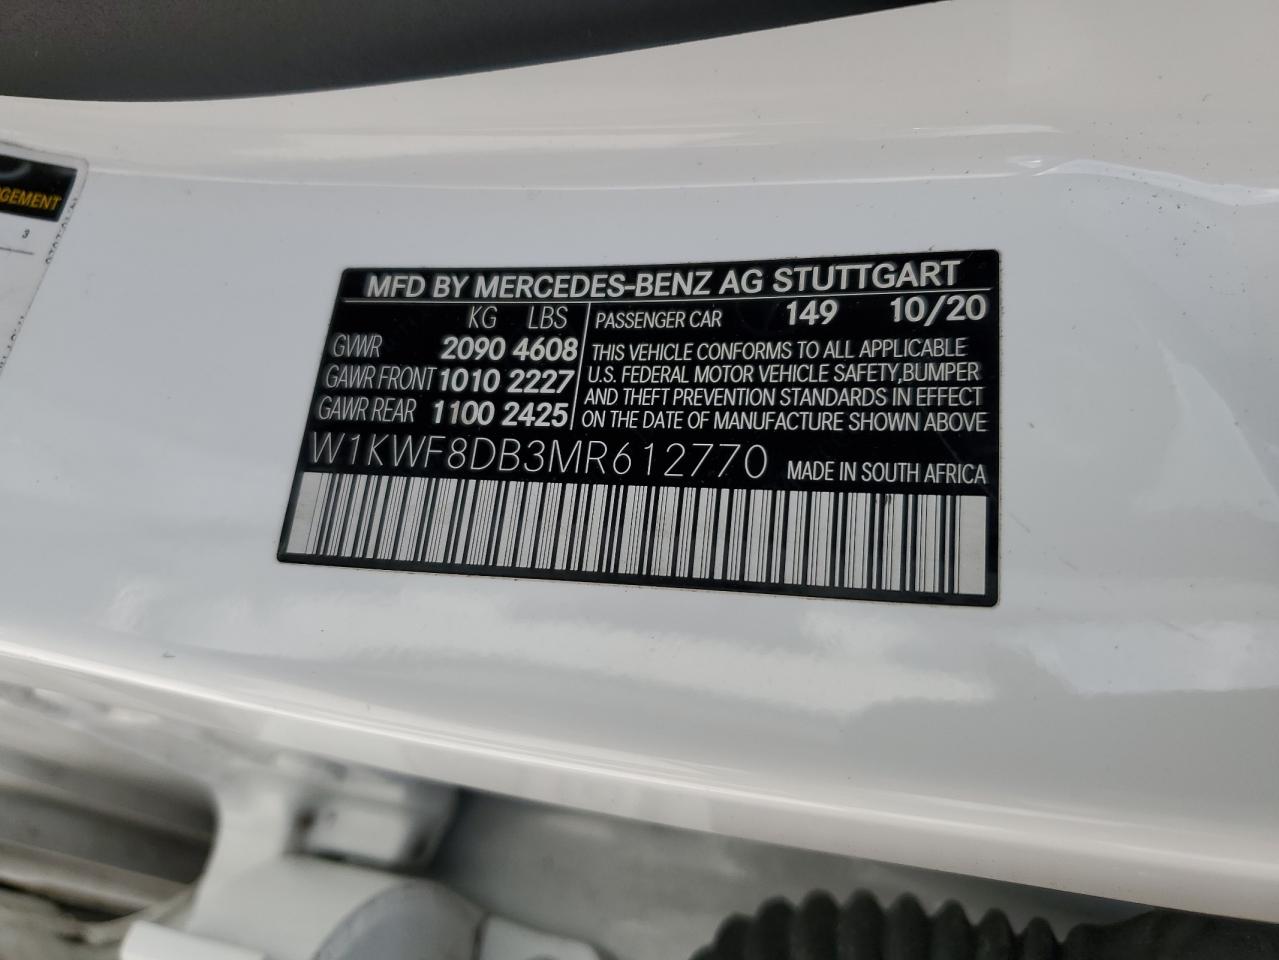 GEMENT
3
MFD BY MERCEDES-BENZ AG STUTTGART
KG LBS
GVWR 2090 4608
GAWR FRONT 1010 2227
GAWR REAR 1100 2425
PASSENGER CAR 149 10/20
THIS VEHICLE CONFORMS TO ALL APPLICABLE
U.S. FEDERAL MOTOR VEHICLE SAFETY,BUMPER
AND THEFT PREVENTION STANDARDS IN EFFECT
ON THE DATE OF MANUFACTURE SHOWN ABOVE
W1KWF8DB3MR612770 MADE IN SOUTH AFRICA